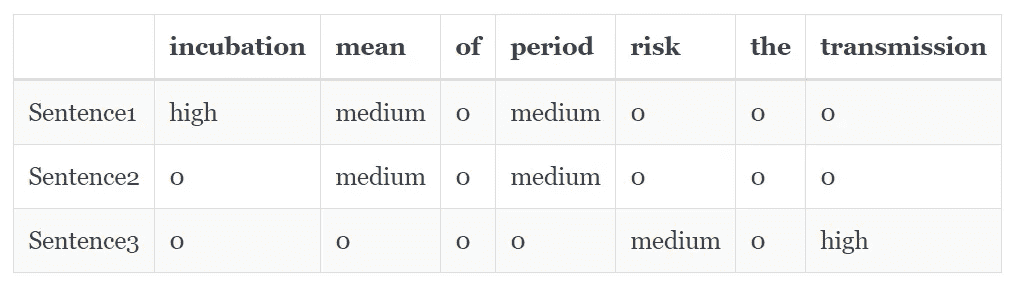 incubation mean of period risk the transmission
Sentence1 high medium 0 medium 0 0 0
Sentence2 0 medium 0 medium 0 0 0
Sentence3 0 0 0 0 medium 0 high